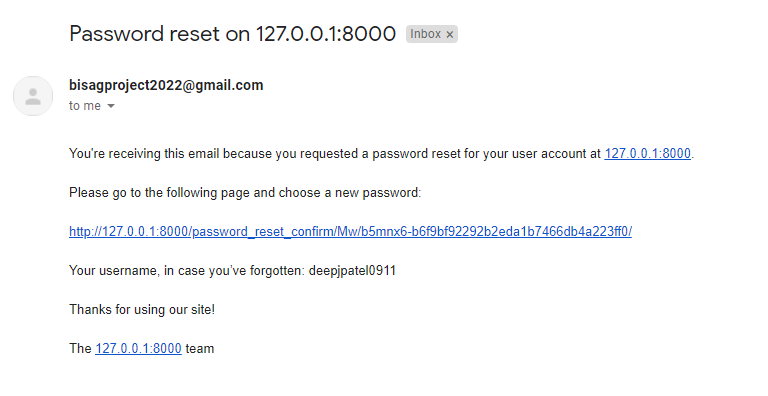 Password reset on 127.0.0.1:8000 Inbox ×
bisagproject2022@gmail.com
to me
You're receiving this email because you requested a password reset for your user account at 127.0.0.1:8000.
Please go to the following page and choose a new password:
http://127.0.0.1:8000/password_reset_confirm/Mw/b5mnx6-b6f9bf92292b2eda1b7466db4a223ff0/
Your username, in case you’ve forgotten: deepjpatel0911
Thanks for using our site!
The 127.0.0.1:8000 team